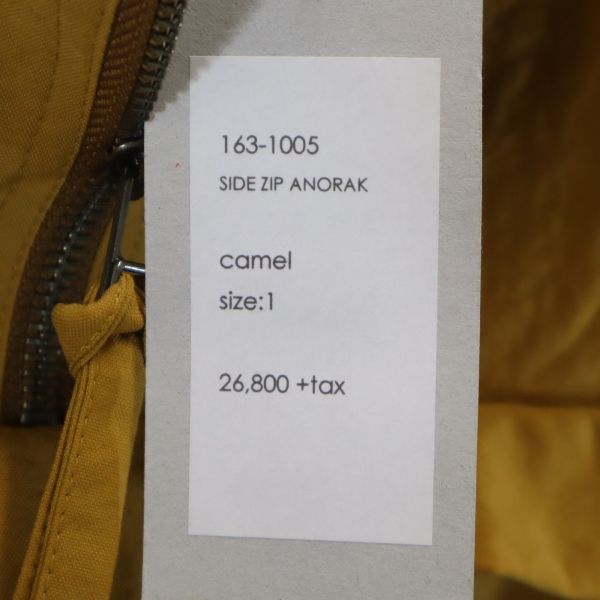 163-1005
SIDE ZIP ANORAK
camel
size:1
26,800 +tax